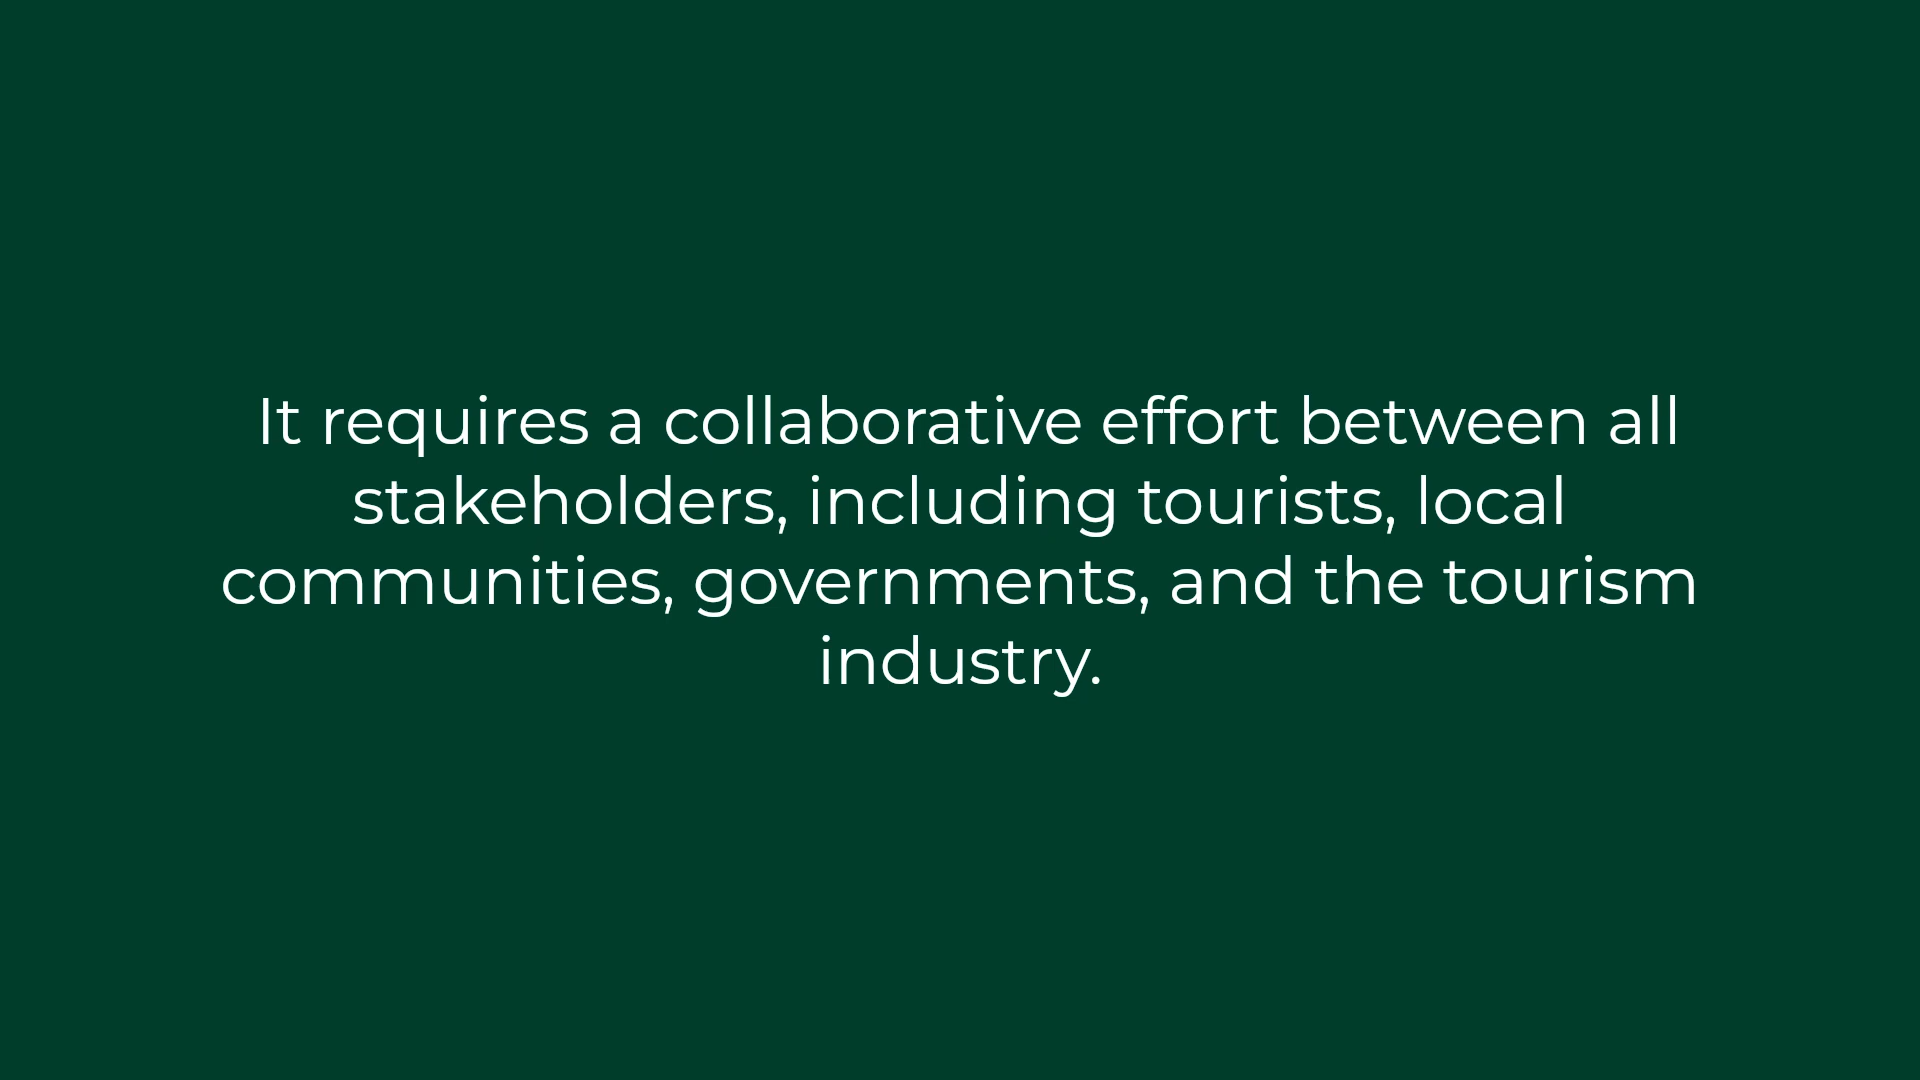 It requires a collaborative effort between all
stakeholders, including tourists, local
communities, governments, and the tourism
industry.